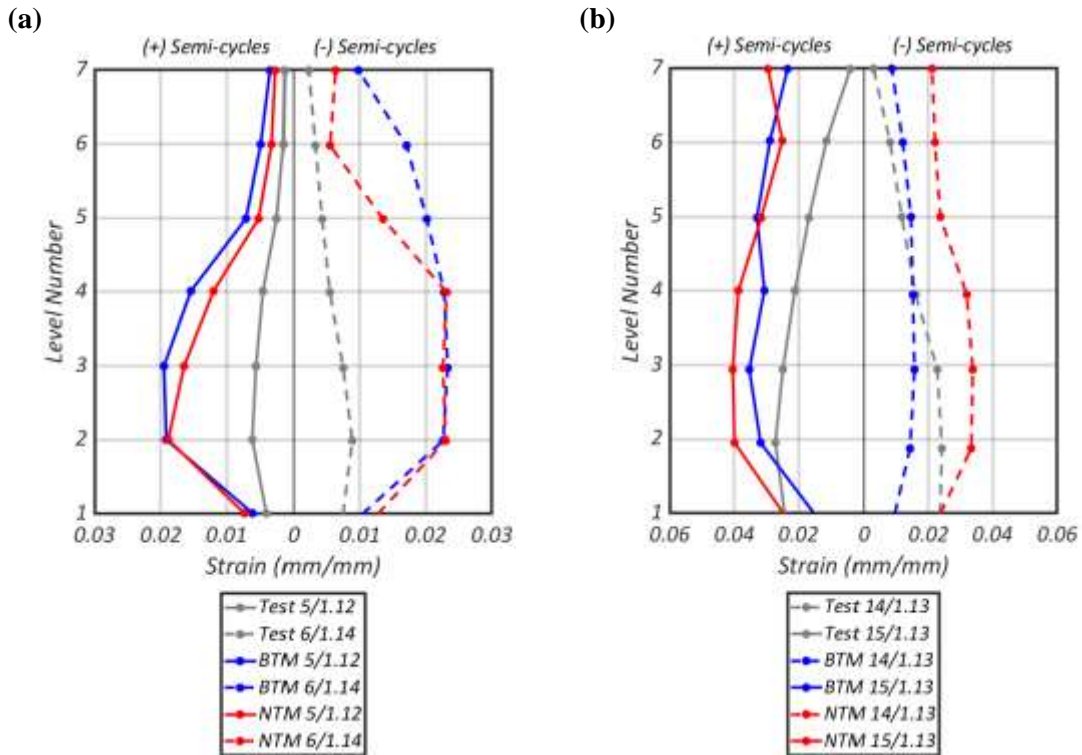 (a)
(+) Semi-cycles (-) Semi-cycles
7
6
5
4
3
2
1
Level Number
0.03 0.02 0.01 0 0.01 0.02 0.03
Strain (mm/mm)
Test 5/1.12
Test 6/1.14
BTM 5/1.12
BTM 6/1.14
NTM 5/1.12
NTM 6/1.14
(b)
(+) Semi-cycles (-) Semi-cycles
7
6
5
4
3
2
1
Level Number
0.06 0.04 0.02 0 0.02 0.04 0.06
Strain (mm/mm)
Test 14/1.13
Test 15/1.13
BTM 14/1.13
BTM 15/1.13
NTM 14/1.13
NTM 15/1.13